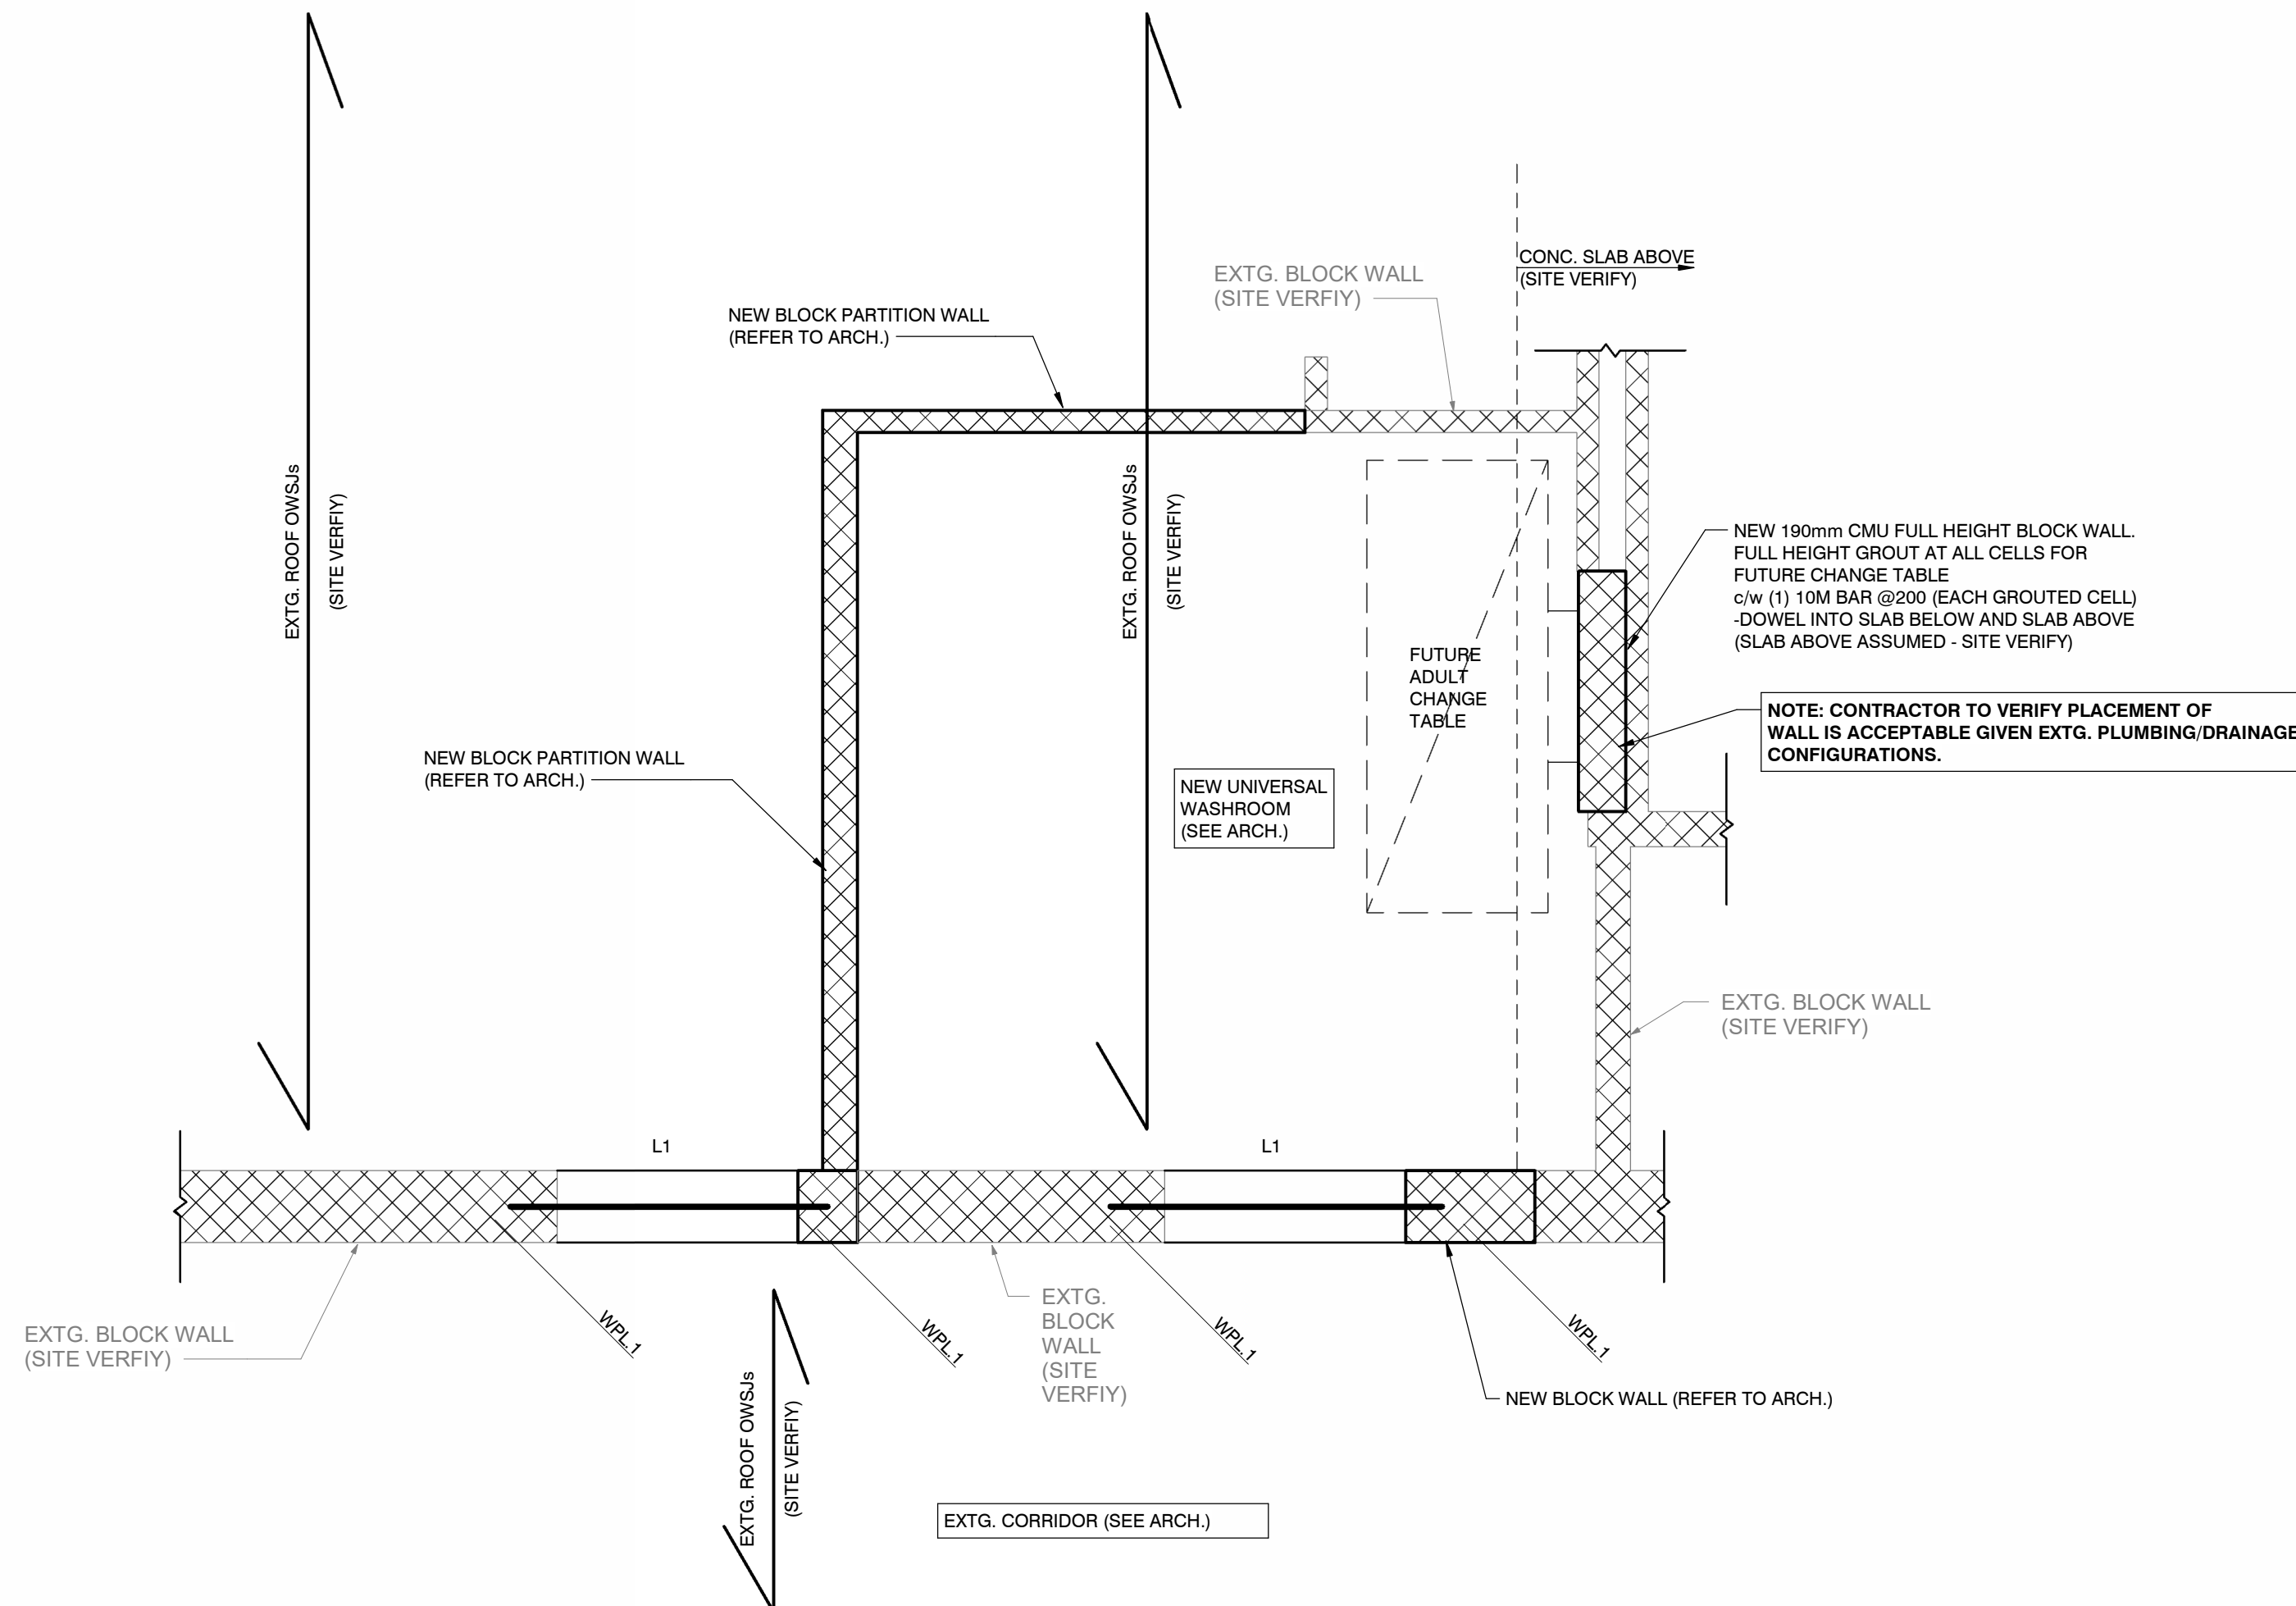 CONC. SLAB ABOVE
(SITE VERIFY)
EXTG. BLOCK WALL
(SITE VERFIY)
NEW BLOCK PARTITION WALL
(REFER TO ARCH.)
EXTG. ROOF OWSJs
(SITE VERFIY)
EXTG. ROOF OWSJs
(SITE VERFIY)
NEW 190mm CMU FULL HEIGHT BLOCK WALL.
FULL HEIGHT GROUT AT ALL CELLS FOR
FUTURE CHANGE TABLE
c/w (1) 10M BAR @200 (EACH GROUTED CELL)
-DOWEL INTO SLAB BELOW AND SLAB ABOVE
(SLAB ABOVE ASSUMED - SITE VERIFY)
FUTURE
ADULT
CHANGE
TABLE
NOTE: CONTRACTOR TO VERIFY PLACEMENT OF
WALL IS ACCEPTABLE GIVEN EXTG. PLUMBING/DRAINAGE
CONFIGURATIONS.
NEW BLOCK PARTITION WALL
(REFER TO ARCH.)
NEW UNIVERSAL
WASHROOM
(SEE ARCH.)
EXTG. BLOCK WALL
(SITE VERIFY)
L1
L1
EXTG. BLOCK WALL
(SITE VERFIY)
WPL.1
WPL.1
EXTG.
BLOCK
WALL
(SITE
VERFIY)
WPL.1
WPL.1
NEW BLOCK WALL (REFER TO ARCH.)
EXTG. ROOF OWSJs
(SITE VERFIY)
EXTG. CORRIDOR (SEE ARCH.)